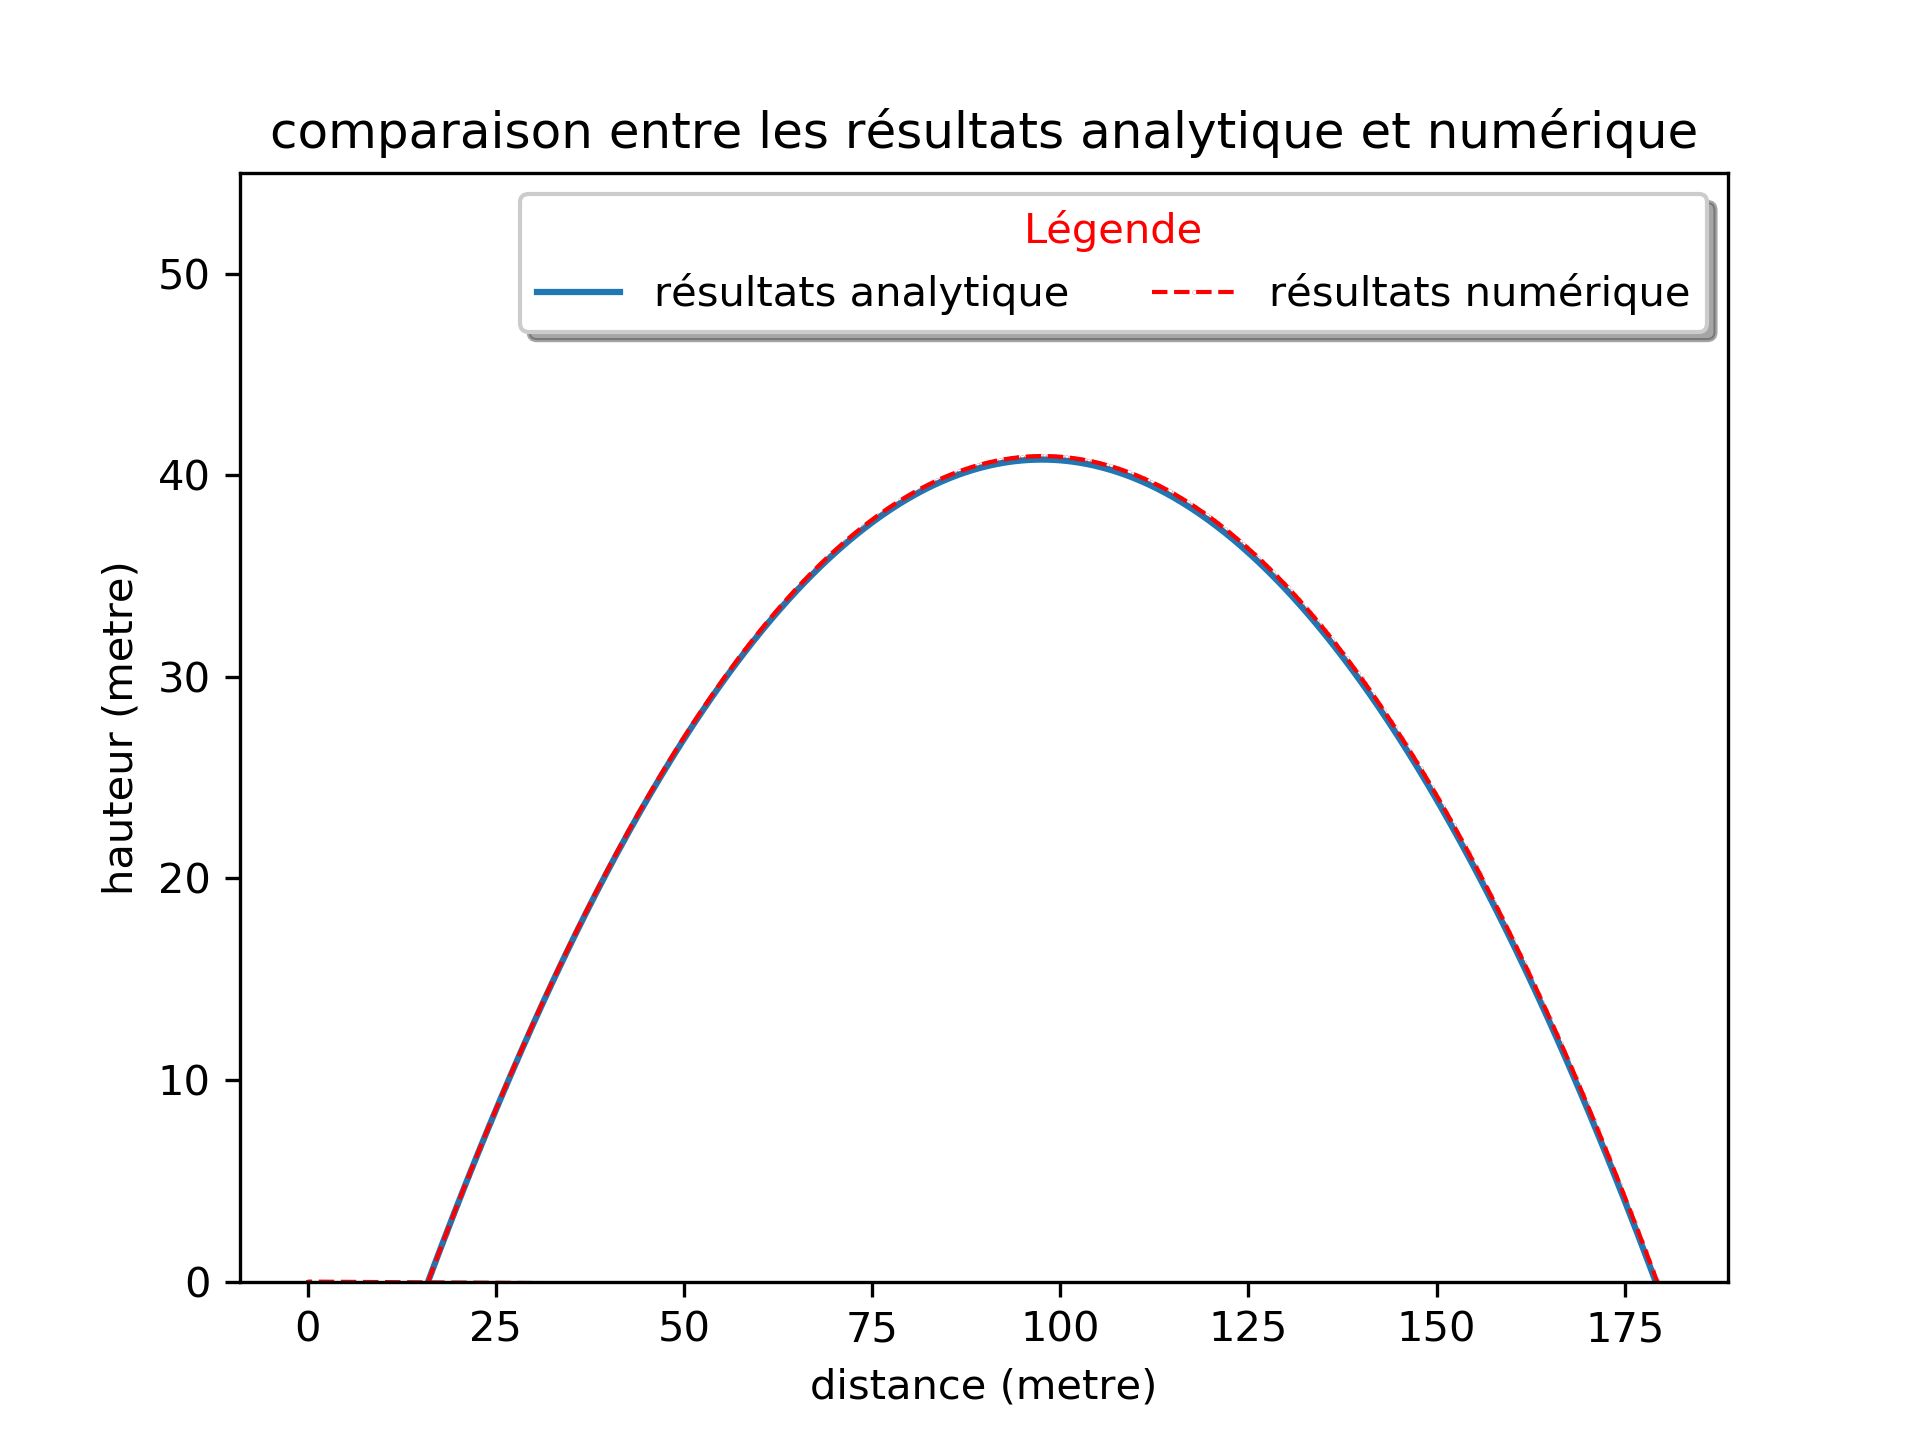 comparaison entre les résultats analytique et numérique
Légende
résultats analytique résultats numérique
50
40
30
20
10
0
hauteur (metre)
0 25 50 75 100 125 150 175
distance (metre)